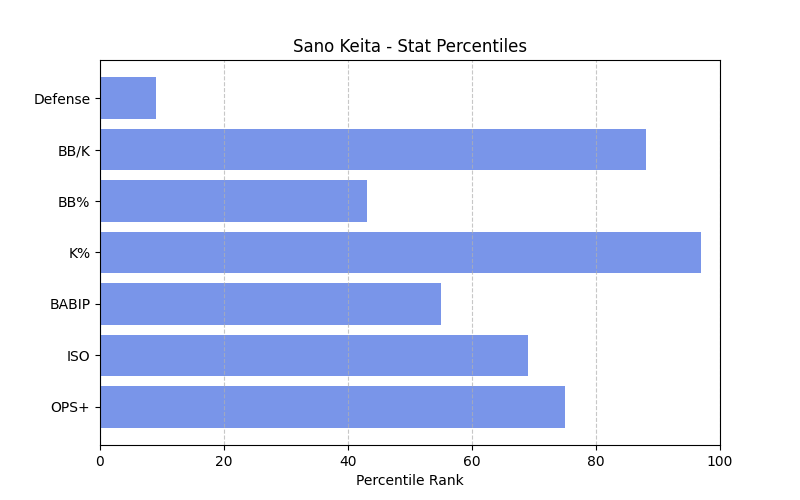 Sano Keita - Stat Percentiles
Defense
BB/K
BB%
K%
BABIP
ISO
OPS+
0 20 40 60 80 100
Percentile Rank